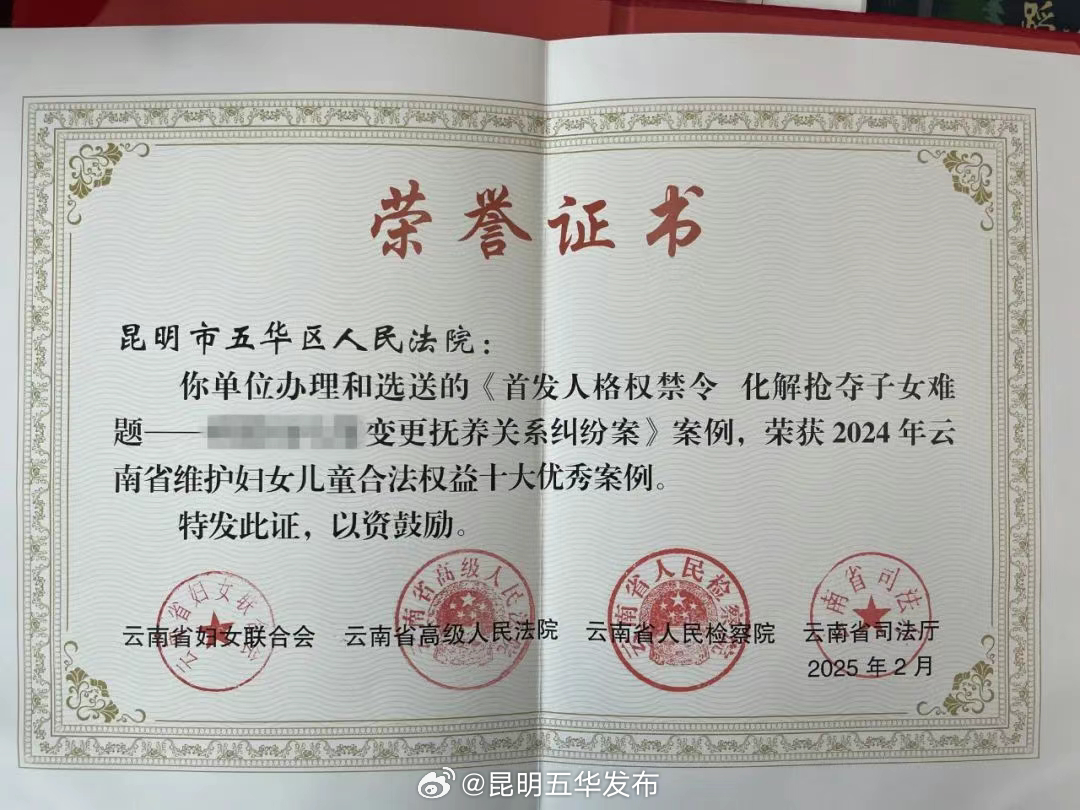 荣誉证书
昆明市五华区人民法院：
你单位办理和选送的《首发人格权禁令 化解抢夺子女难
题——变更抚养关系纠纷案》案例，荣获2024年云
南省维护妇女儿童合法权益十大优秀案例。
特发此证，以资鼓励。
云南省妇女联合会 云南省高级人民法院 云南省人民检察院 云南省司法厅
2025年2月
@昆明五华发布